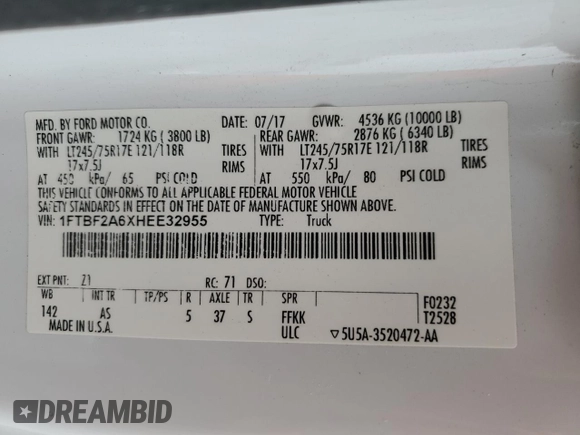 MFD. BY FORD MOTOR CO.
DATE: 07/17 GVWR: 4536 KG (10000 LB)
FRONT GAWR: 1724 KG (3800 LB) REAR GAWR: 2876 KG (6340 LB)
WITH LT245/75R17E 121/118R TIRES WITH LT245/75R17E 121/118R TIRES
17x7.5J RIMS 17x7.5J RIMS
AT 450 kPa/ 65 PSI COLD AT 550 kPa/ 80 PSI COLD
THIS VEHICLE CONFORMS TO ALL APPLICABLE FEDERAL MOTOR VEHICLE
SAFETY STANDARDS IN EFFECT ON THE DATE OF MANUFACTURE SHOWN ABOVE.
VIN: 1FTBF2A6XHEE32955 TYPE: Truck
EXT PNT: Z1 RC: 71 DSO:
WB INT TR TP/PS R AXLE TR SPR F0232
142 AS 5 37 S FFKK T2528
MADE IN U.S.A. ULC ▽5U5A-3520472-AA
DREAMBID